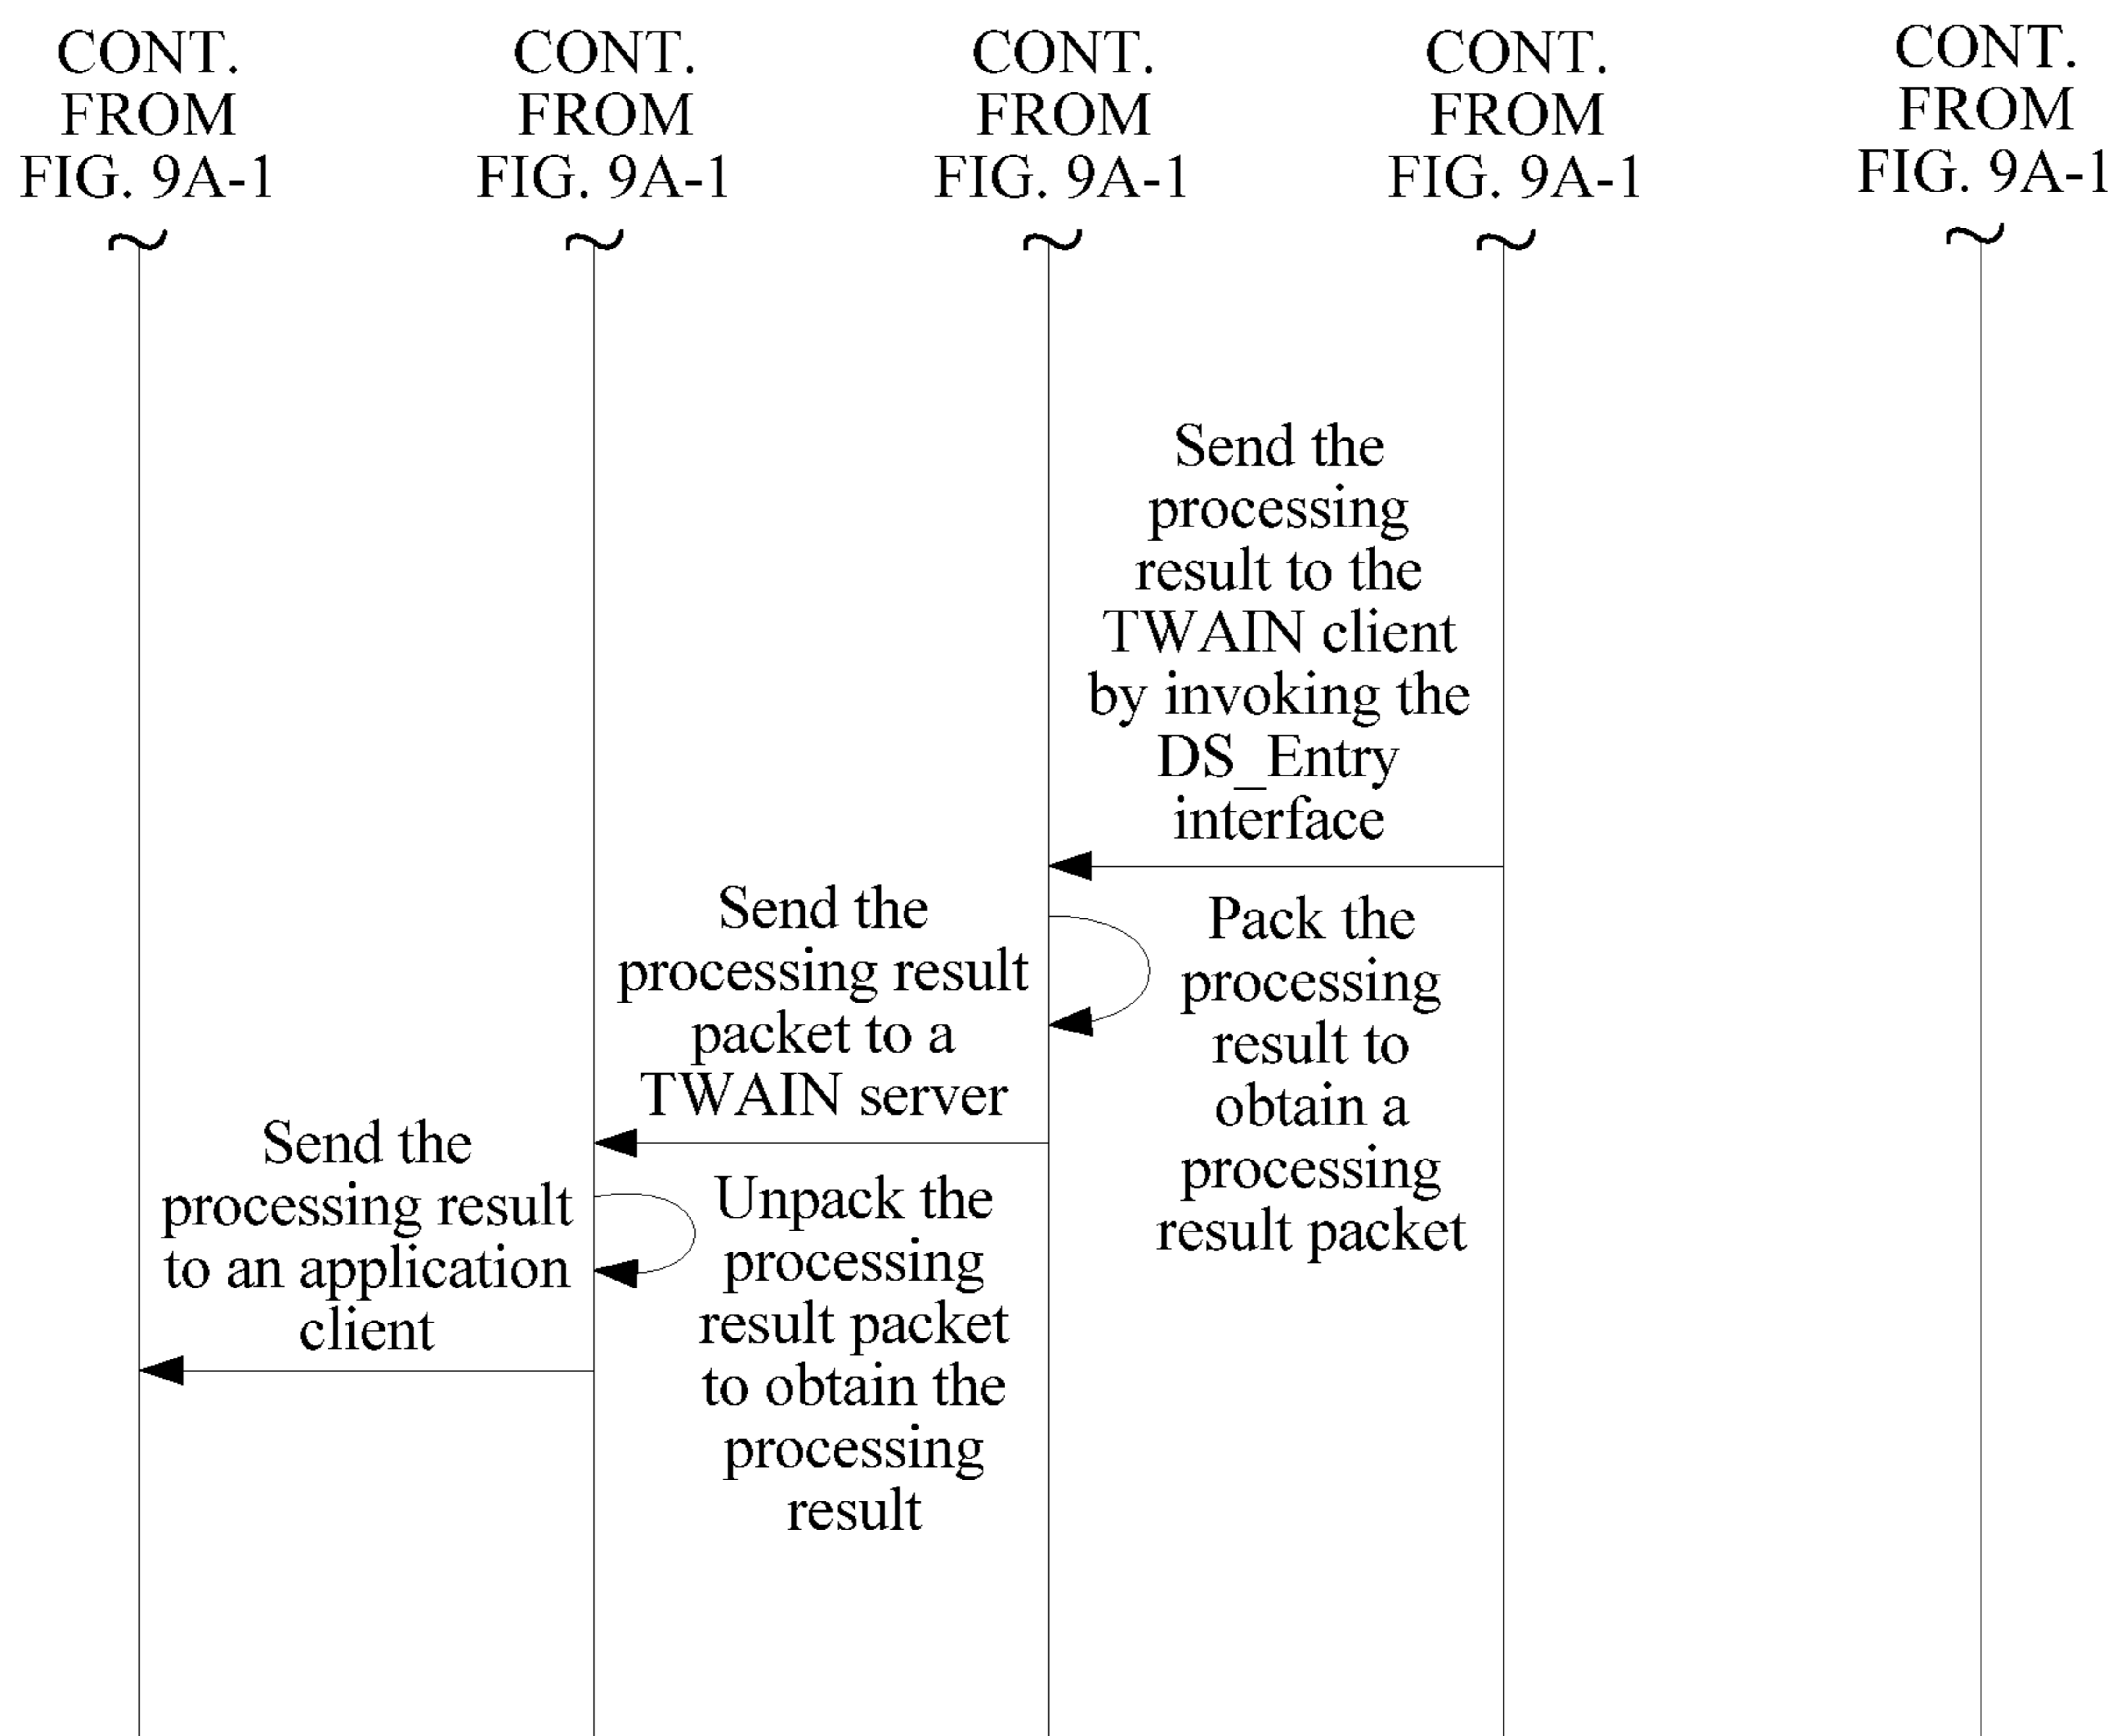 CONT.
FROM
FIG. 9A-1
CONT.
FROM
FIG. 9A-1
CONT.
FROM
FIG. 9A-1
CONT.
FROM
FIG. 9A-1
CONT.
FROM
FIG. 9A-1
Send the
processing
result to the
TWAIN client
by invoking the
DS_Entry
interface
Pack the
processing
result to
obtain a
processing
result packet
Send the
processing result
packet to a
TWAIN server
Unpack the
processing
result packet
to obtain the
processing
result
Send the
processing result
to an application
client